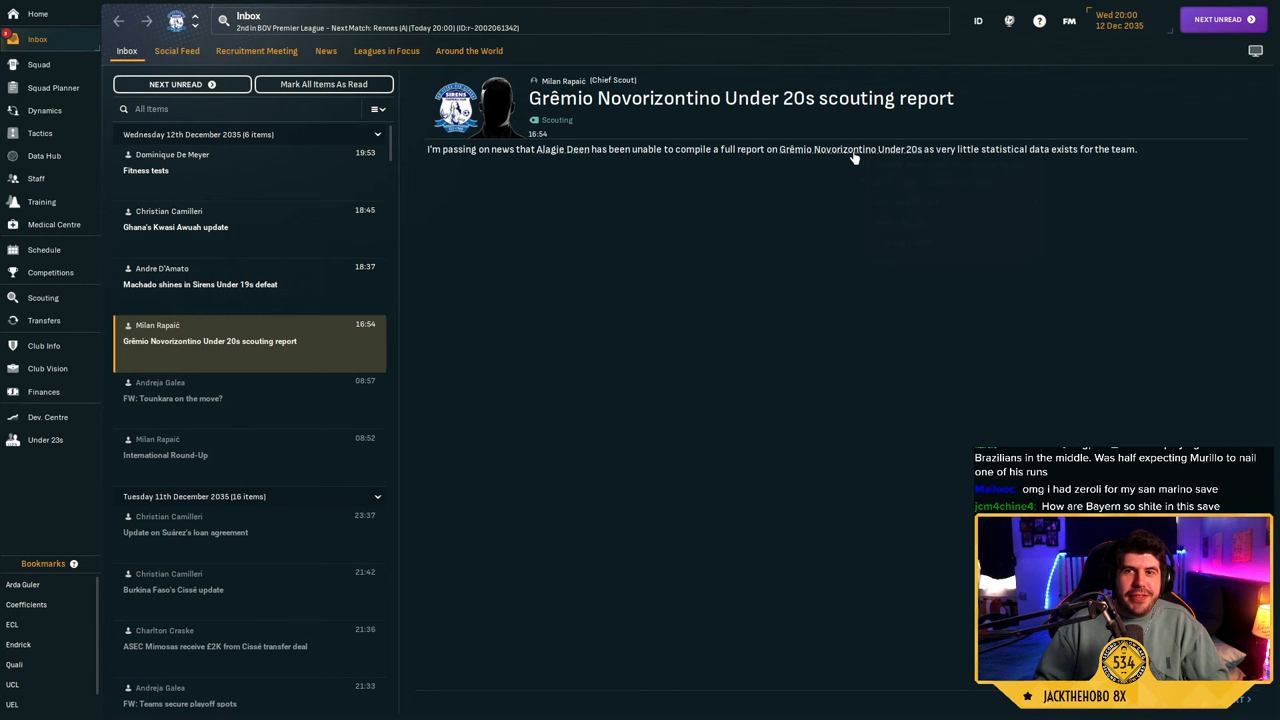 Home
Inbox
2nd in BOV Premier League - Next Match: Rennes (A) (Today 20:00) (ID:r-2002061342)
ID
FM
Wed 20:00
12 Dec 2035
NEXT UNREAD
3
Inbox
Squad
Squad Planner
Dynamics
Tactics
Data Hub
Staff
Training
Medical Centre
Schedule
Competitions
Scouting
Transfers
Club Info
Club Vision
Finances
Dev. Centre
Under 23s
Bookmarks
Arda Guler
Coefficients
ECL
Endrick
Quali
UCL
UEL
Inbox
Social Feed
Recruitment Meeting
News
Leagues in Focus
Around the World
NEXT UNREAD
Mark All Items As Read
All Items
Wednesday 12th December 2035 (6 items)
Dominique De Meyer
19:53
Fitness tests
Christian Camilleri
18:45
Ghana's Kwasi Awuah update
Andre D'Amato
18:37
Machado shines in Sirens Under 19s defeat
Milan Rapaić
16:54
Grêmio Novorizontino Under 20s scouting report
Andreja Galea
08:57
FW: Tounkara on the move?
Milan Rapaić
08:52
International Round-Up
Tuesday 11th December 2035 (16 items)
Christian Camilleri
23:37
Update on Suárez's loan agreement
Christian Camilleri
21:42
Burkina Faso's Cissé update
Charlton Craske
21:36
ASEC Mimosas receive £2K from Cissé transfer deal
Andreja Galea
21:33
FW: Teams secure playoff spots
SIRENS
Milan Rapaić (Chief Scout)
Grêmio Novorizontino Under 20s scouting report
Scouting
16:54
I'm passing on news that Alagie Deen has been unable to compile a full report on Grêmio Novorizontino Under 20s as very little statistical data exists for the team.
Brazilians in the middle. Was half expecting Murillo to nail
one of his runs
omg i had zeroli for my san marino save
jcm4chine4: How are Bayern so shite in this save
534
JACKTHEHOBO 8X